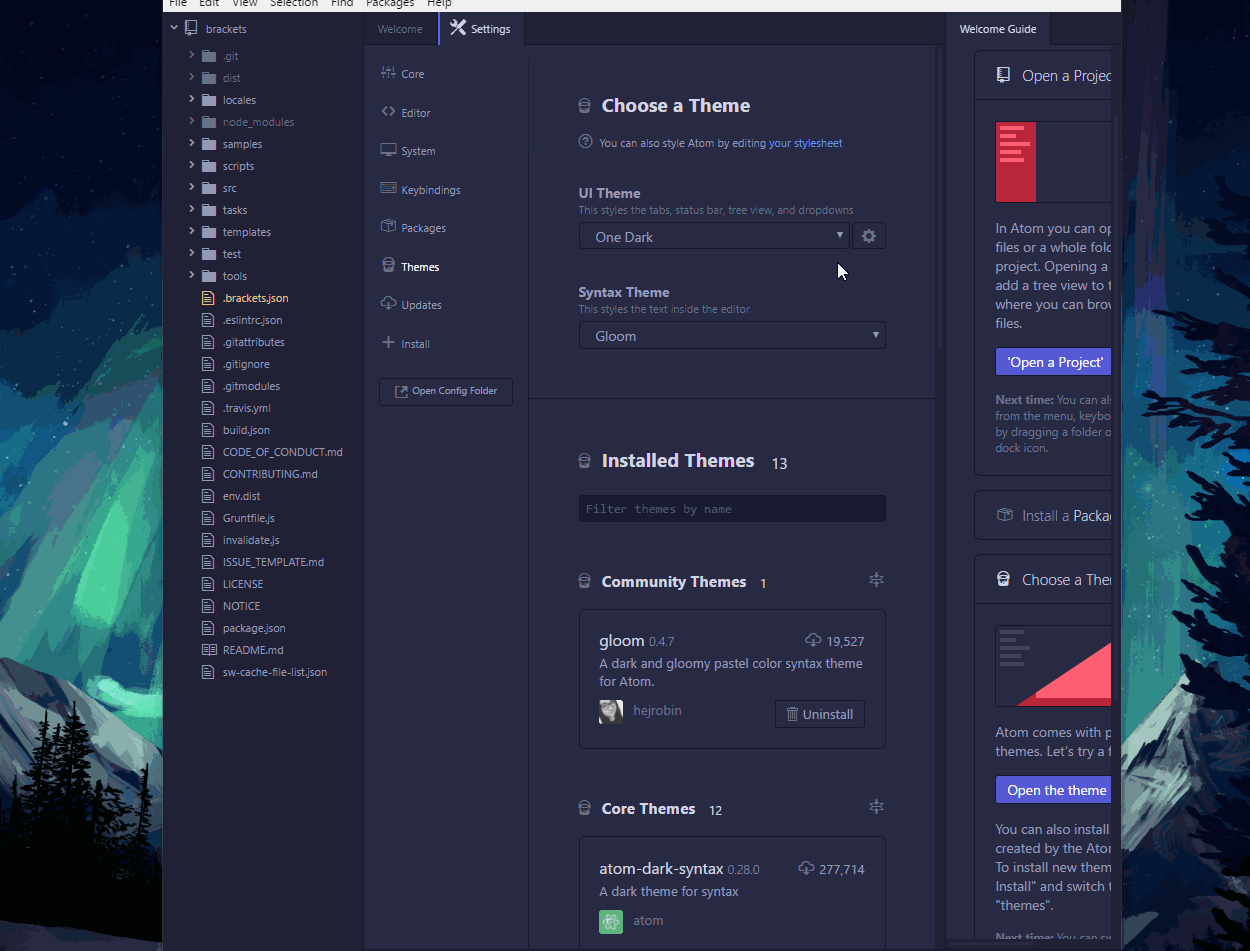 File Edit View Selection Find Packages Help
brackets
.git
dist
locales
node_modules
samples
scripts
src
tasks
templates
test
tools
.brackets.json
.eslintrc.json
.gitattributes
.gitignore
.gitmodules
.travis.yml
build.json
CODE_OF_CONDUCT.md
CONTRIBUTING.md
env.dist
Gruntfile.js
invalidate.js
ISSUE_TEMPLATE.md
LICENSE
NOTICE
package.json
README.md
sw-cache-file-list.json
Welcome
Settings
Core
Editor
System
Keybindings
Packages
Themes
Updates
Install
Open Config Folder
Choose a Theme
You can also style Atom by editing your stylesheet
UI Theme
This styles the tabs, status bar, tree view, and dropdowns
One Dark
Syntax Theme
This styles the text inside the editor
Gloom
Installed Themes 13
Filter themes by name
Community Themes 1
gloom 0.4.7 19,527
A dark and gloomy pastel color syntax theme
for Atom.
hejrobin
Uninstall
Core Themes 12
atom-dark-syntax 0.28.0 277,714
A dark theme for syntax
atom
Welcome Guide
Open a Projec
In Atom you can op
files or a whole fold
project. Opening a
add a tree view to t
where you can brow
files.
'Open a Project'
Next time: You can als
from the menu, keybo
by dragging a folder o
dock icon.
Install a Packa
Choose a The
Atom comes with p
themes. Let's try a f
Open the theme
You can also install
created by the Ator
To install new them
Install" and switch t
"themes".
Next time: You can sw